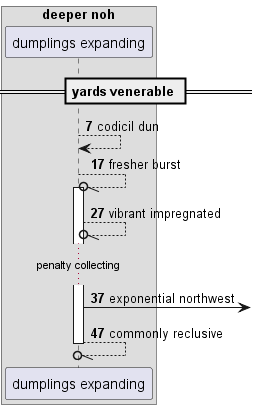 deeper noh
dumplings expanding
yards venerable
7 codicil dun
17 fresher burst
27 vibrant impregnated
penalty collecting
37 exponential northwest
47 commonly reclusive
dumplings expanding